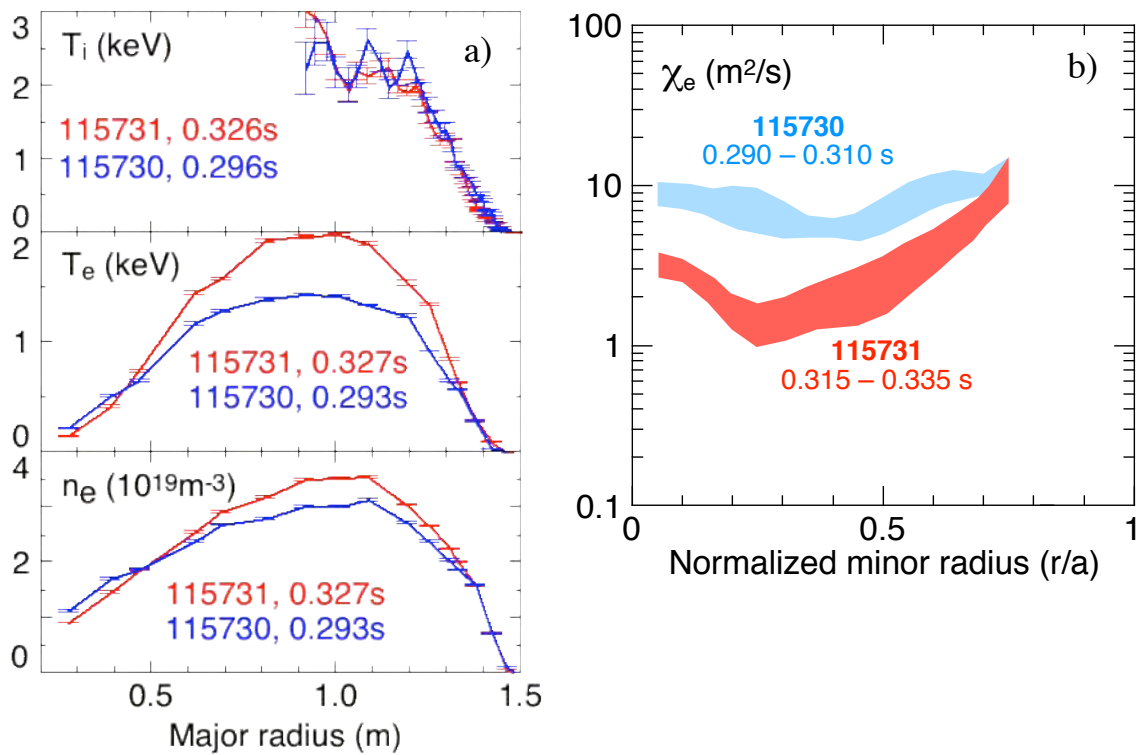 3
T_i (keV)
a)
2
115731, 0.326s
115730, 0.296s
1
0
2
T_e (keV)
1
115731, 0.327s
115730, 0.293s
0
4
n_e (10^19m^-3)
2
115731, 0.327s
115730, 0.293s
0
0.5 1.0 1.5
Major radius (m)
100
χ_e (m²/s)
b)
115730
0.290 – 0.310 s
10
1
115731
0.315 – 0.335 s
0.1
0 0.5 1
Normalized minor radius (r/a)